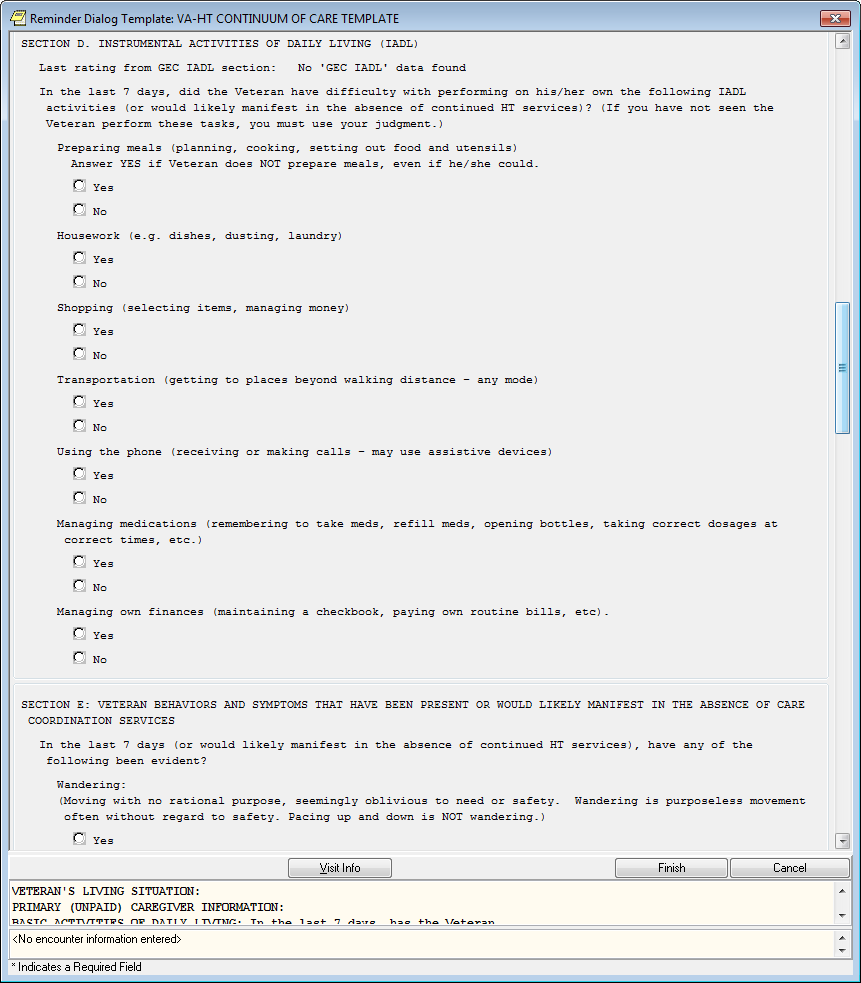 Reminder Dialog Template: VA-HT CONTINUUM OF CARE TEMPLATE
SECTION D. INSTRUMENTAL ACTIVITIES OF DAILY LIVING (IADL)
Last rating from GEC IADL section:   No 'GEC IADL' data found
In the last 7 days, did the Veteran have difficulty with performing on his/her own the following IADL
activities (or would likely manifest in the absence of continued HT services)? (If you have not seen the
Veteran perform these tasks, you must use your judgment.)
Preparing meals (planning, cooking, setting out food and utensils)
Answer YES if Veteran does NOT prepare meals, even if he/she could.
Yes
No
Housework (e.g. dishes, dusting, laundry)
Yes
No
Shopping (selecting items, managing money)
Yes
No
Transportation (getting to places beyond walking distance - any mode)
Yes
No
Using the phone (receiving or making calls - may use assistive devices)
Yes
No
Managing medications (remembering to take meds, refill meds, opening bottles, taking correct dosages at
correct times, etc.)
Yes
No
Managing own finances (maintaining a checkbook, paying own routine bills, etc).
Yes
No
SECTION E: VETERAN BEHAVIORS AND SYMPTOMS THAT HAVE BEEN PRESENT OR WOULD LIKELY MANIFEST IN THE ABSENCE OF CARE
COORDINATION SERVICES
In the last 7 days (or would likely manifest in the absence of continued HT services), have any of the
following been evident?
Wandering:
(Moving with no rational purpose, seemingly oblivious to need or safety.  Wandering is purposeless movement
often without regard to safety. Pacing up and down is NOT wandering.)
Yes
Visit Info
Finish
Cancel
VETERAN'S LIVING SITUATION:
PRIMARY (UNPAID) CAREGIVER INFORMATION:
BASIC ACTIVITIES OF DAILY LIVING: In the last 7 days, has the Veteran
<No encounter information entered>
* Indicates a Required Field